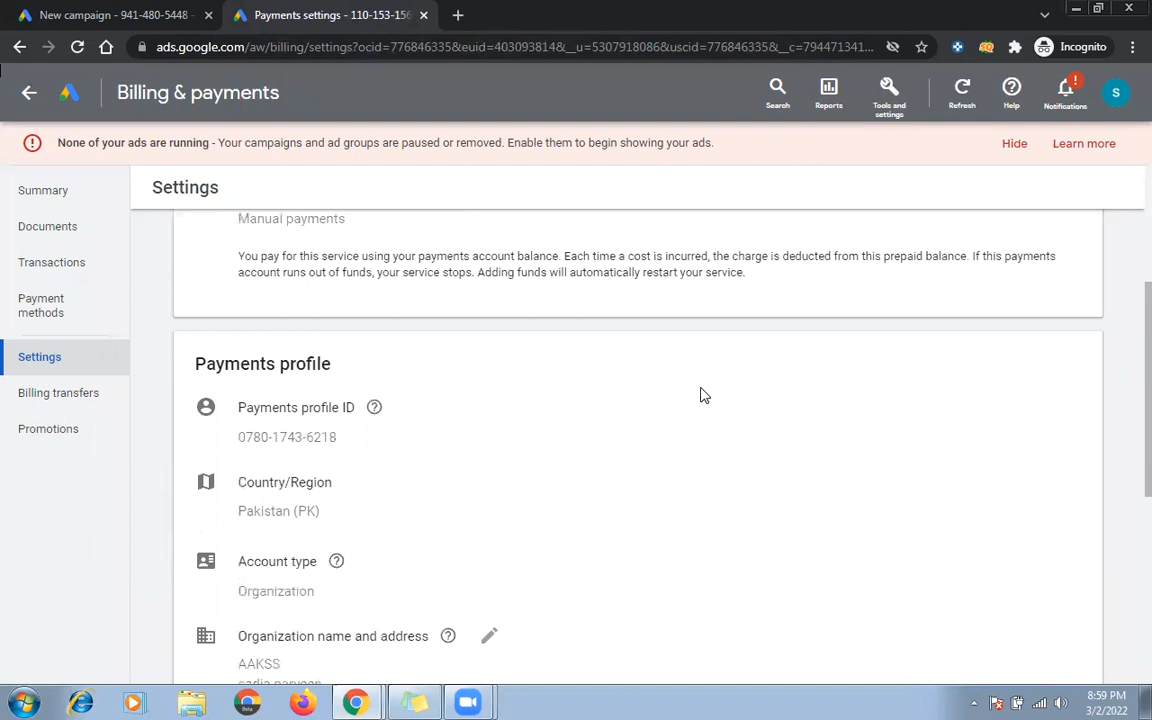 New campaign - 941-480-5448 -
Payments settings - 110-153-156
ads.google.com/aw/billing/settings?ocid=776846335&euid=403093814&__u=5307918086&uscid=776846335&__c=794471341...
Incognito
Billing & payments
Search
Reports
Tools and
settings
Refresh
Help
Notifications
S
None of your ads are running - Your campaigns and ad groups are paused or removed. Enable them to begin showing your ads.
Hide
Learn more
Summary
Documents
Transactions
Payment
methods
Settings
Billing transfers
Promotions
Settings
Manual payments
You pay for this service using your payments account balance. Each time a cost is incurred, the charge is deducted from this prepaid balance. If this payments
account runs out of funds, your service stops. Adding funds will automatically restart your service.
Payments profile
Payments profile ID
0780-1743-6218
Country/Region
Pakistan (PK)
Account type
Organization
Organization name and address
AAKSS
8:59 PM
3/2/2022